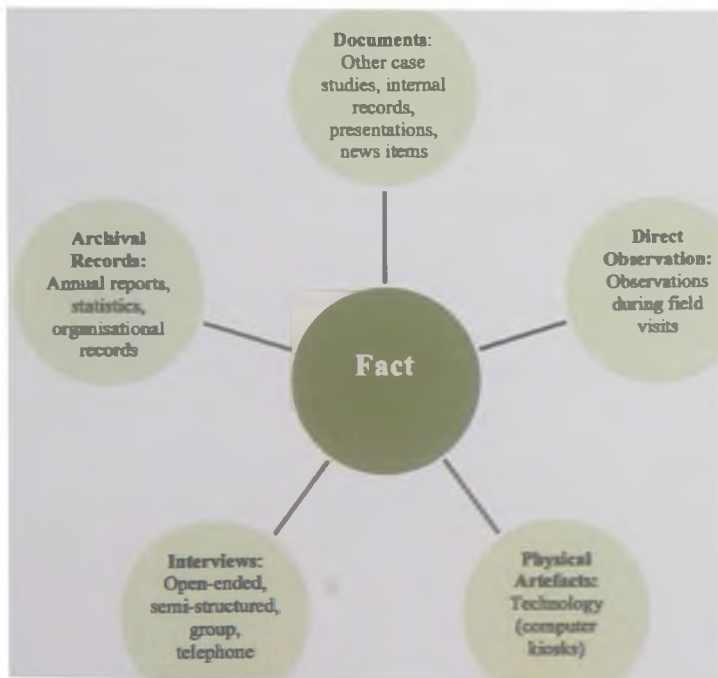 Documents:
Other case
studies, internal
records,
presentations,
news items
Archival
Records:
Annual reports,
statistics,
organisational
records
Direct
Observation:
Observations
during field
visits
Fact
Interviews:
Open-ended,
semi-structured,
group,
telephone
Physical
Artefacts:
Technology
(computer
kiosks)